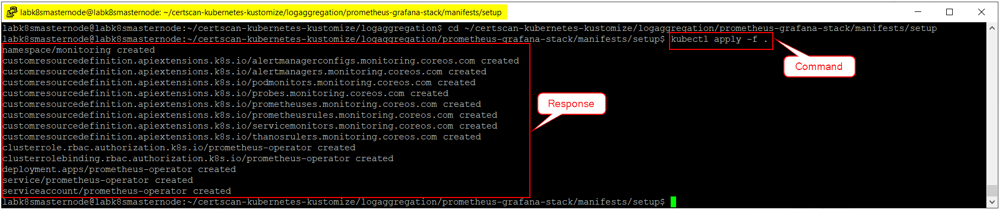 labk8smasternode@labk8smasternode: ~/certscan-kubernetes-kustomize/logaggregation/prometheus-grafana-stack/manifests/setup
labk8smasternode@labk8smasternode:~/certscan-kubernetes-kustomize/logaggregation$ cd ~/certscan-kubernetes-kustomize/logaggregation/prometheus-grafana-stack/manifests/setup
labk8smasternode@labk8smasternode:~/certscan-kubernetes-kustomize/logaggregation/prometheus-grafana-stack/manifests/setup$ kubectl apply -f .
namespace/monitoring created
customresourcedefinition.apiextensions.k8s.io/alertmanagerconfigs.monitoring.coreos.com created
Command
customresourcedefinition.apiextensions.k8s.io/alertmanagers.monitoring.coreos.com created
customresourcedefinition.apiextensions.k8s.io/podmonitors.monitoring.coreos.com created
customresourcedefinition.apiextensions.k8s.io/probes.monitoring.coreos.com created
customresourcedefinition.apiextensions.k8s.io/prometheuses.monitoring.coreos.com created
Response
customresourcedefinition.apiextensions.k8s.io/prometheusrules.monitoring.coreos.com created
customresourcedefinition.apiextensions.k8s.io/servicemonitors.monitoring.coreos.com created
customresourcedefinition.apiextensions.k8s.io/thanosrulers.monitoring.coreos.com created
clusterrole.rbac.authorization.k8s.io/prometheus-operator created
clusterrolebinding.rbac.authorization.k8s.io/prometheus-operator created
deployment.apps/prometheus-operator created
service/prometheus-operator created
serviceaccount/prometheus-operator created
labk8smasternode@labk8smasternode:~/certscan-kubernetes-kustomize/logaggregation/prometheus-grafana-stack/manifests/setup$